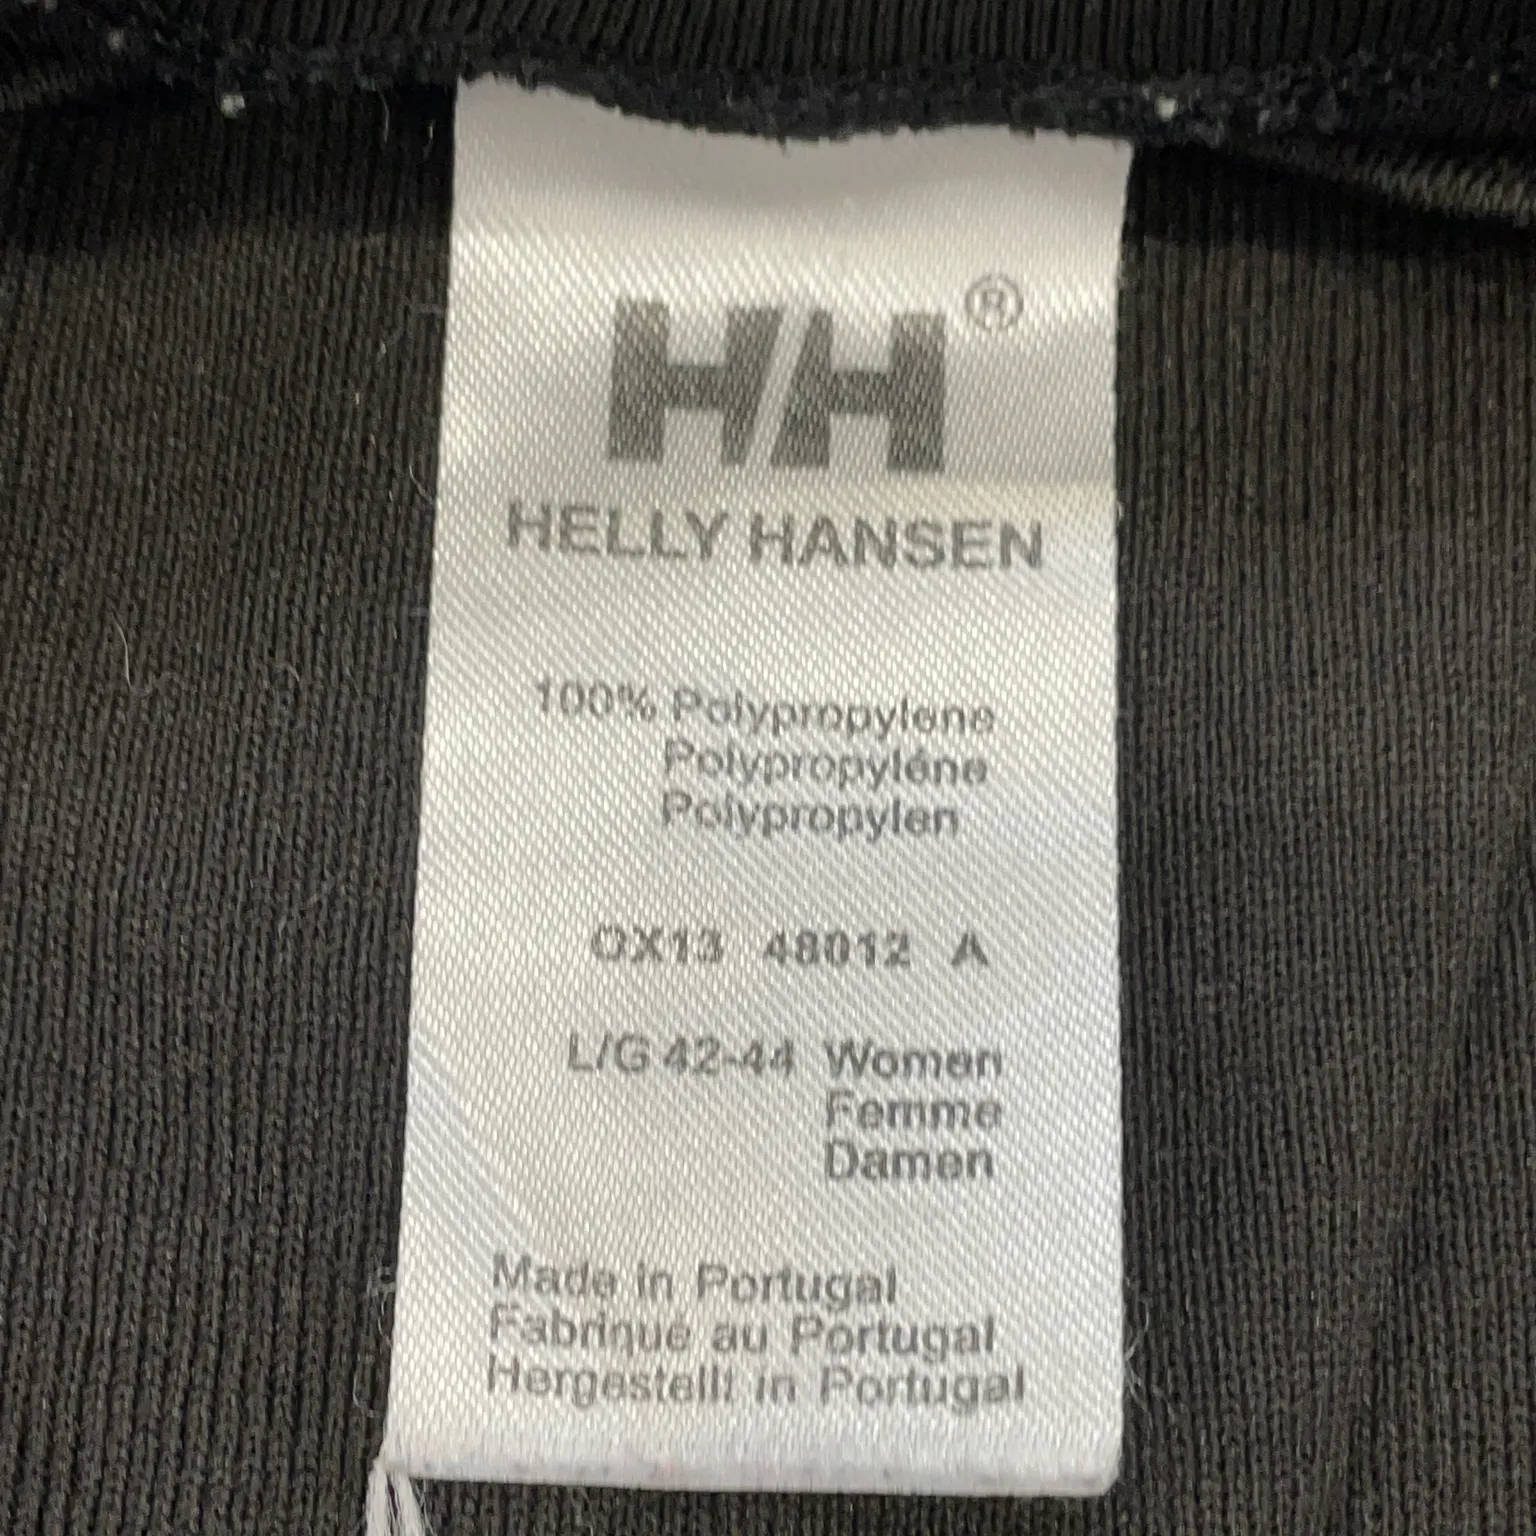 H/H®
HELLY HANSEN
100% Polypropylene
Polypropyléne
Polypropylen
OX13 48012 A
L/G 42-44 Women
Femme
Damen
Made in Portugal
Fabriqué au Portugal
Hergestellt in Portugal